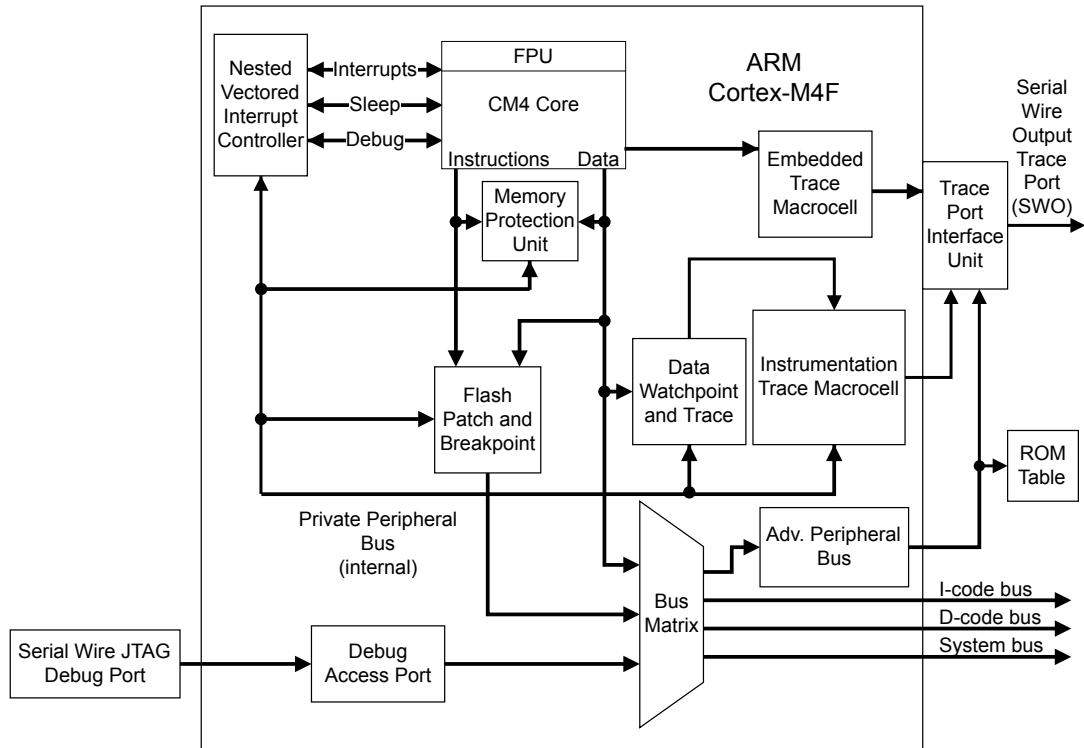 Nested
Vectored
Interrupt
Controller
Interrupts
Sleep
Debug
FPU
CM4 Core
Instructions Data
ARM
Cortex-M4F
Serial
Wire
Output
Trace
Port
(SWO)
Embedded
Trace
Macrocell
Trace
Port
Interface
Unit
Memory
Protection
Unit
Flash
Patch and
Breakpoint
Data
Watchpoint
and Trace
Instrumentation
Trace Macrocell
ROM
Table
Private Peripheral
Bus
(internal)
Adv. Peripheral
Bus
Bus
Matrix
I-code bus
D-code bus
System bus
Serial Wire JTAG
Debug Port
Debug
Access Port